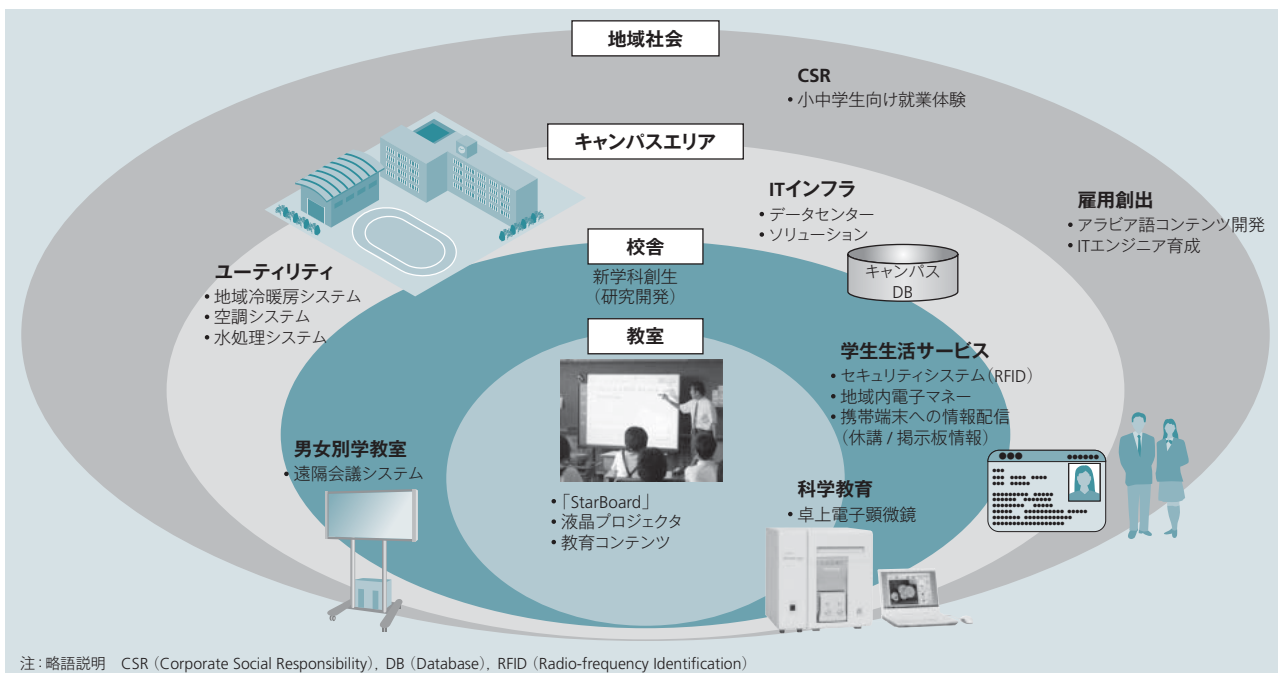 地域社会
CSR
• 小中学生向け就業体験
キャンパスエリア
ITインフラ
• データセンター
• ソリューション
雇用創出
• アラビア語コンテンツ開発
• ITエンジニア育成
校舎
新学科創生
（研究開発）
キャンパス
DB
ユーティリティ
• 地域冷暖房システム
• 空調システム
• 水処理システム
教室
学生生活サービス
• セキュリティシステム（RFID）
• 地域内電子マネー
• 携帯端末への情報配信
（休講 / 掲示板情報）
男女別学教室
• 遠隔会議システム
• 「StarBoard」
• 液晶プロジェクタ
• 教育コンテンツ
科学教育
• 卓上電子顕微鏡
注：略語説明　CSR（Corporate Social Responsibility），DB（Database），RFID（Radio-frequency Identification）